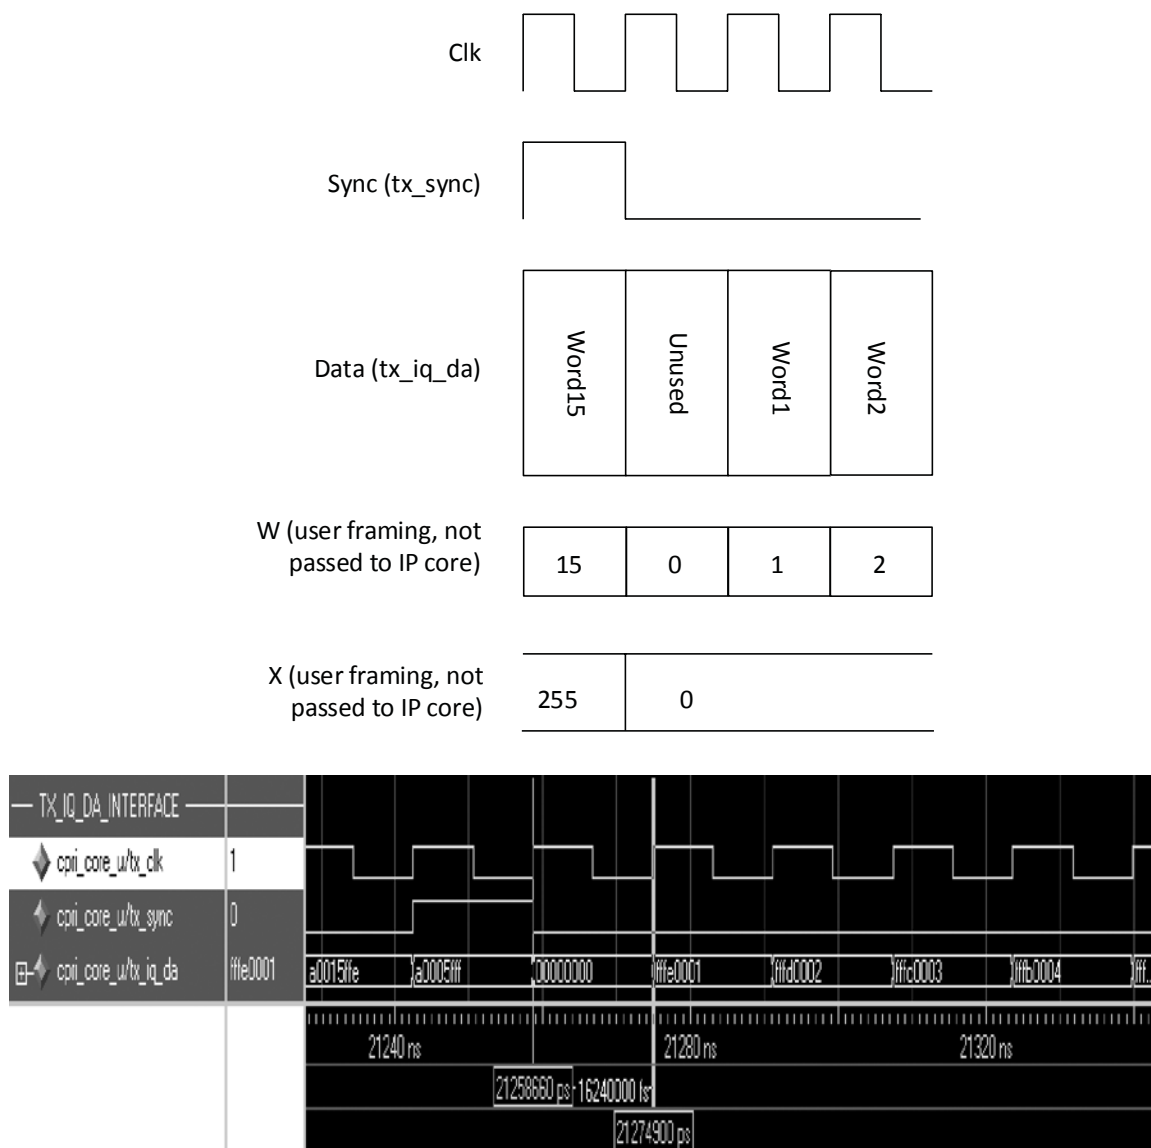 Clk
Sync (tx_sync)
Data (tx_iq_da)
Word15
Unused
Word1
Word2
W (user framing, not
passed to IP core)
15 0 1 2
X (user framing, not
passed to IP core)
255 0
TX_IQ_DA_INTERFACE
cpri_core_u/tx_clk 1
cpri_core_u/tx_sync 0
cpri_core_u/tx_iq_da fffe0001 a0015ffe a0005fff 00000000 fffe0001 fffd0002 fffc0003 fffb0004 fff...
21240 ns 21280 ns 21320 ns
21258660 ps 16240000 fs
21274900 ps